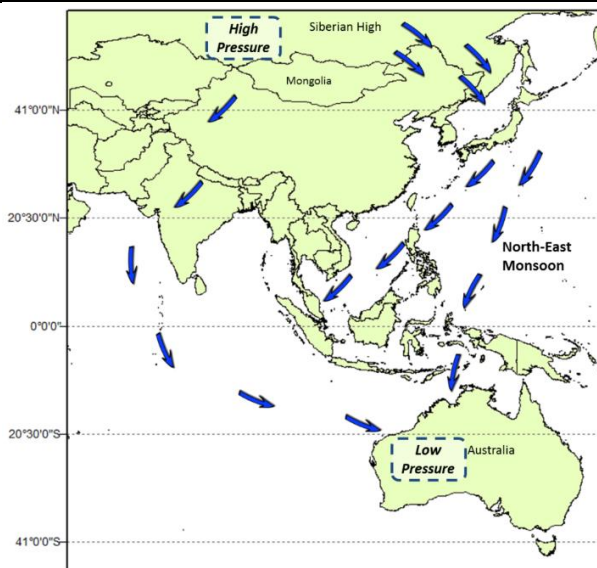 High
Pressure
Siberian High
Mongolia
41°0'0"N
20°30'0"N
North-East
Monsoon
0°0'0"
20°30'0"S
Low
Pressure
Australia
41°0'0"S